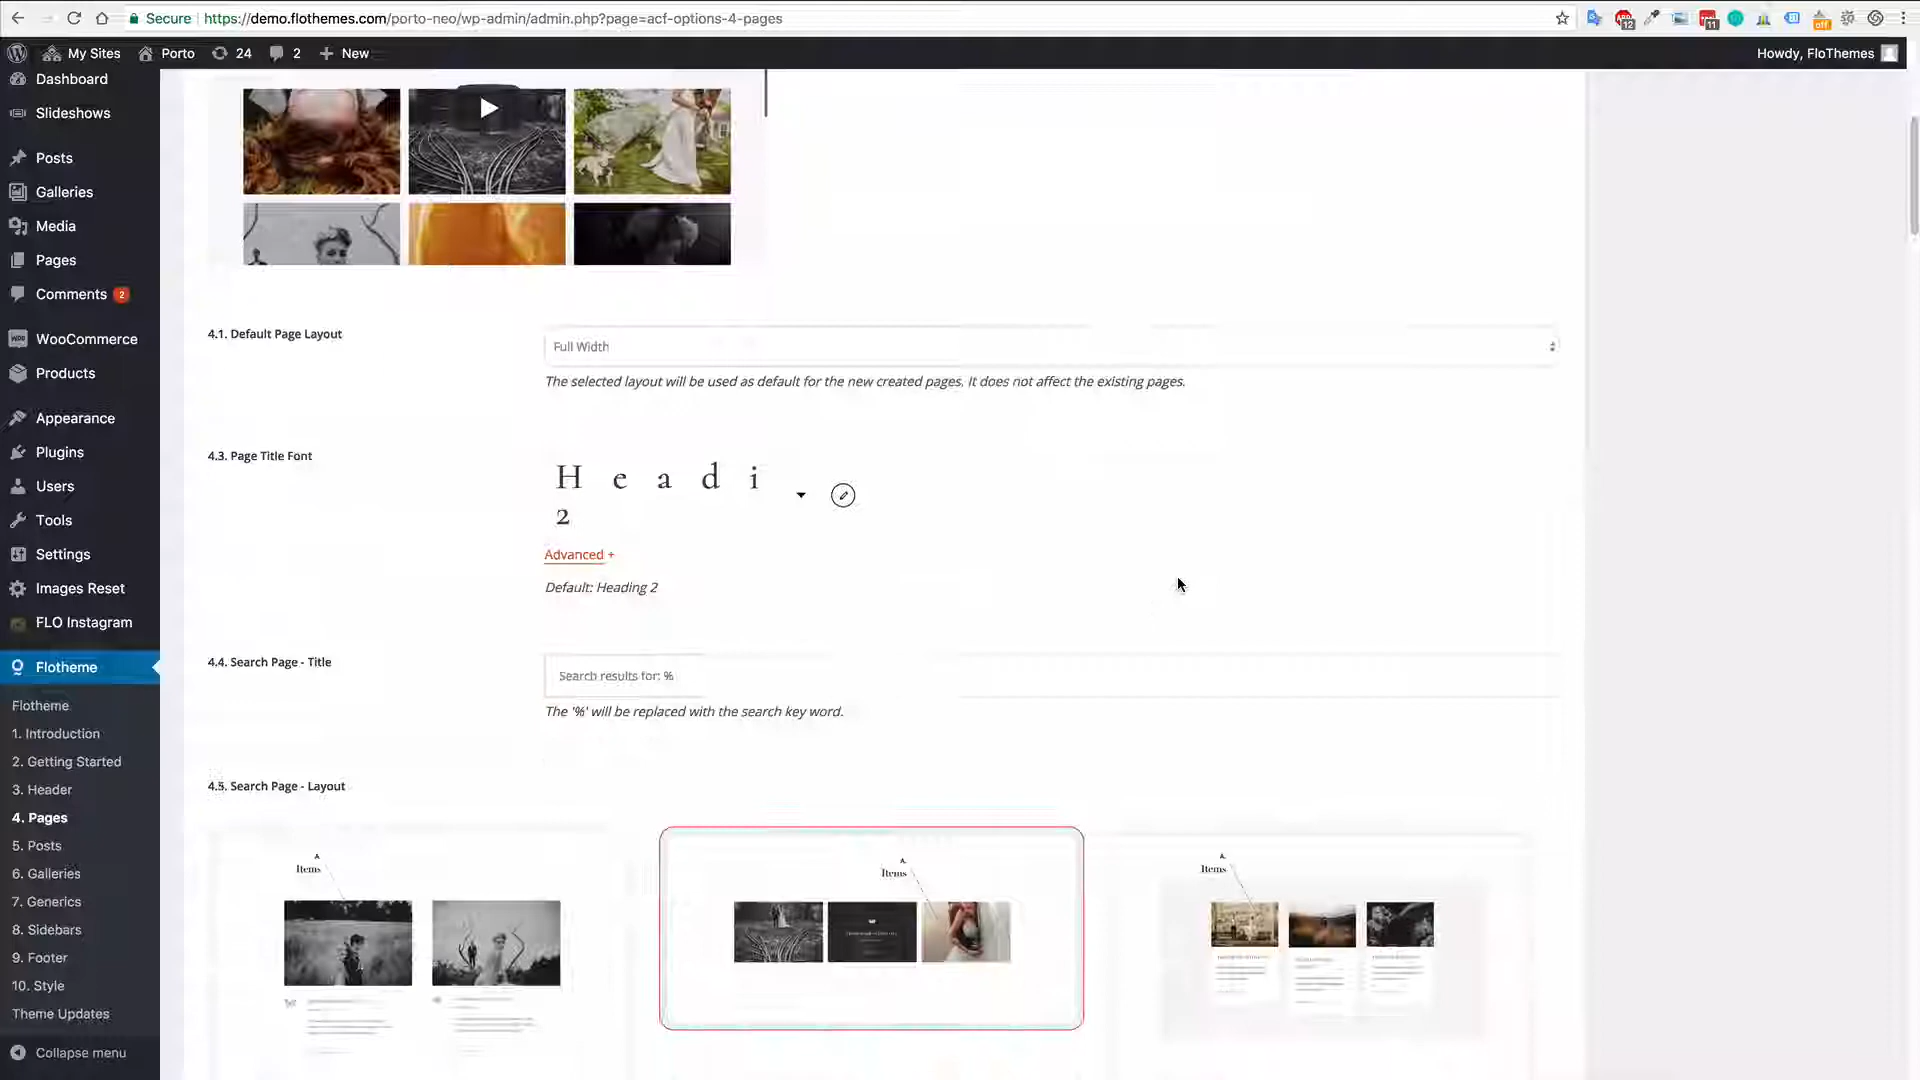 Secure https://demo.flothemes.com/porto-neo/wp-admin/admin.php?page=acf-options-4-pages
12
11
off
My Sites Porto 24 2 + New Howdy, FloThemes
Dashboard
Slideshows
Posts
Galleries
Media
Pages
Comments 2
WooCommerce
Products
Appearance
Plugins
Users
Tools
Settings
Images Reset
FLO Instagram
Flotheme
Flotheme
1. Introduction
2. Getting Started
3. Header
4. Pages
5. Posts
6. Galleries
7. Generics
8. Sidebars
9. Footer
10. Style
Theme Updates
Collapse menu
4.1. Default Page Layout
Full Width
The selected layout will be used as default for the new created pages. It does not affect the existing pages.
4.3. Page Title Font
Headi
2
Advanced +
Default: Heading 2
4.4. Search Page - Title
Search results for: %
The '%' will be replaced with the search key word.
4.5. Search Page - Layout
A.
Items
A.
Items
A.
Items